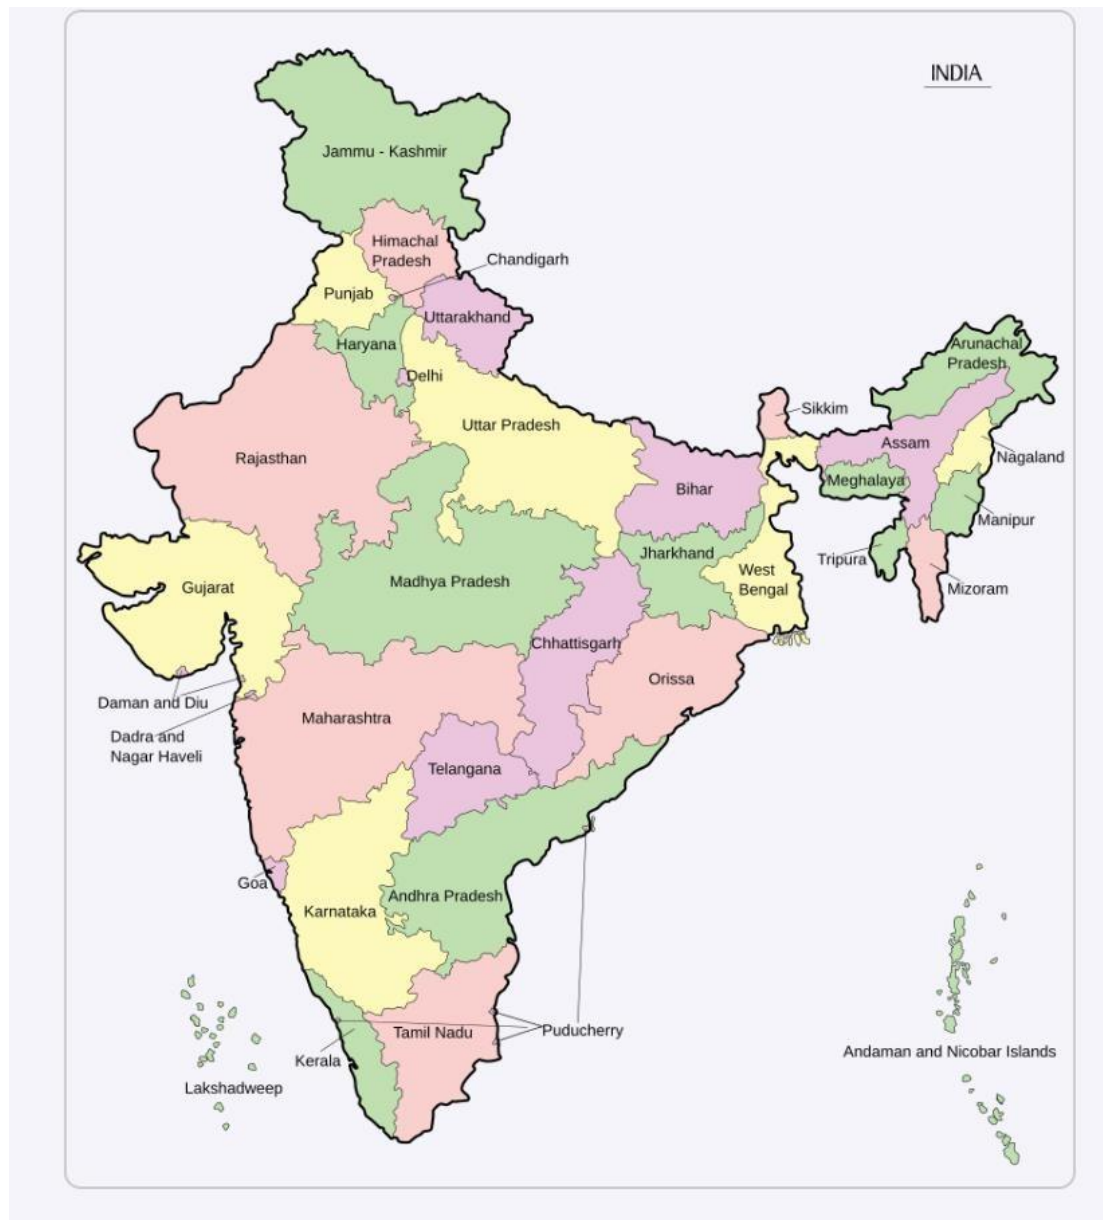 INDIA
Jammu - Kashmir
Himachal
Pradesh
Chandigarh
Punjab
Uttarakhand
Haryana
Delhi
Arunachal
Pradesh
Sikkim
Uttar Pradesh
Assam
Nagaland
Rajasthan
Meghalaya
Bihar
Manipur
Jharkhand
Tripura
West
Bengal
Mizoram
Madhya Pradesh
Gujarat
Chhattisgarh
Orissa
Daman and Diu
Maharashtra
Dadra and
Nagar Haveli
Telangana
Goa
Andhra Pradesh
Karnataka
Puducherry
Tamil Nadu
Kerala
Andaman and Nicobar Islands
Lakshadweep